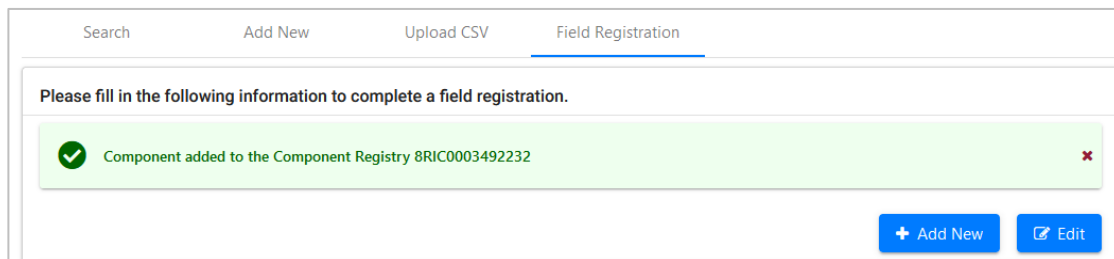 Search Add New Upload CSV Field Registration
Please fill in the following information to complete a field registration.
Component added to the Component Registry 8RIC0003492232
Add New Edit